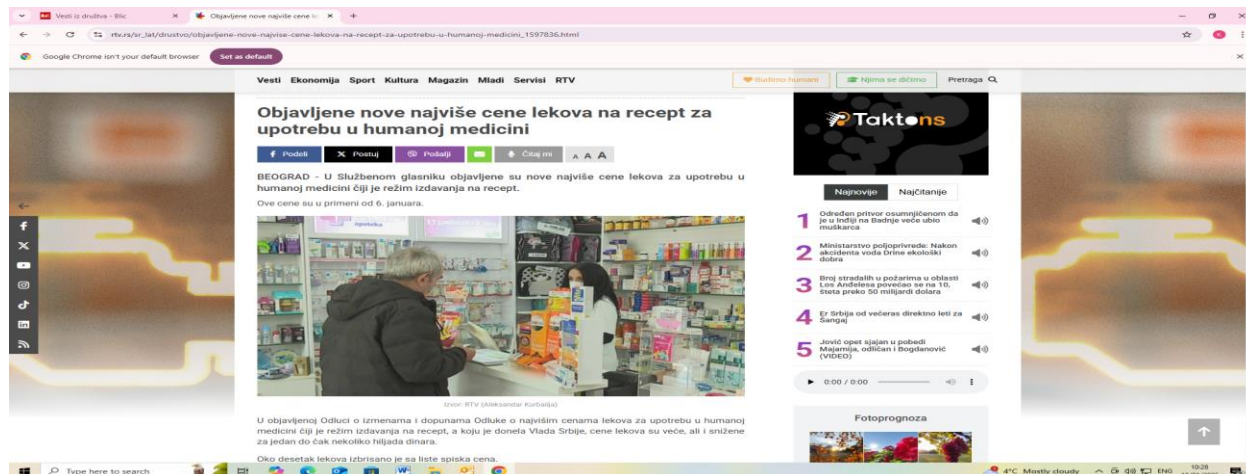 Vesti iz društva - Blic
Objavljene nove najviše cene le
rtv.rs/sr_lat/drustvo/objavljene-nove-najvise-cene-lekova-na-recept-za-upotrebu-u-humanoj-medicini_1597836.html
Google Chrome isn't your default browser Set as default
Vesti Ekonomija Sport Kultura Magazin Mladi Servisi RTV
Budimo humani Njima se dičimo Pretraga
Objavljene nove najviše cene lekova na recept za
upotrebu u humanoj medicini
Podeli Postuj Pošalji Čitaj mi A A A
BEOGRAD - U Službenom glasniku objavljene su nove najviše cene lekova za upotrebu u
humanoj medicini čiji je režim izdavanja na recept.
Ove cene su u primeni od 6. januara.
apoteka
Izvor: RTV (Aleksandar Korbatlja)
U objavljenoj Odluci o izmenama i dopunama Odluke o najvišim cenama lekova za upotrebu u humanoj
medicini čiji je režim izdavanja na recept, a koju je donela Vlada Srbije, cene lekova su veće, ali i snižene
za jedan do čak nekoliko hiljada dinara.
Oko desetak lekova izbrisano je sa liste spiska cena.
Taktons
Najnovije Najčitanije
1 Određen pritvor osumnjičenom da
je u Inđiji na Badnje veče ubio
muškarca
2 Ministarstvo poljoprivrede: Nakon
akcidenta voda Drine ekološki
dobra
3 Broj stradalih u požarima u oblasti
Los Anđelesa povećao se na 10,
šteta preko 50 milijardi dolara
4 Er Srbija od večeras direktno leti za
Šangaj
5 Jović opet sjajan u pobedi
Majamija, odličan i Bogdanović
(VIDEO)
0:00 / 0:00
Fotoprognoza
Type here to search
4°C Mostly cloudy ENG 10:28